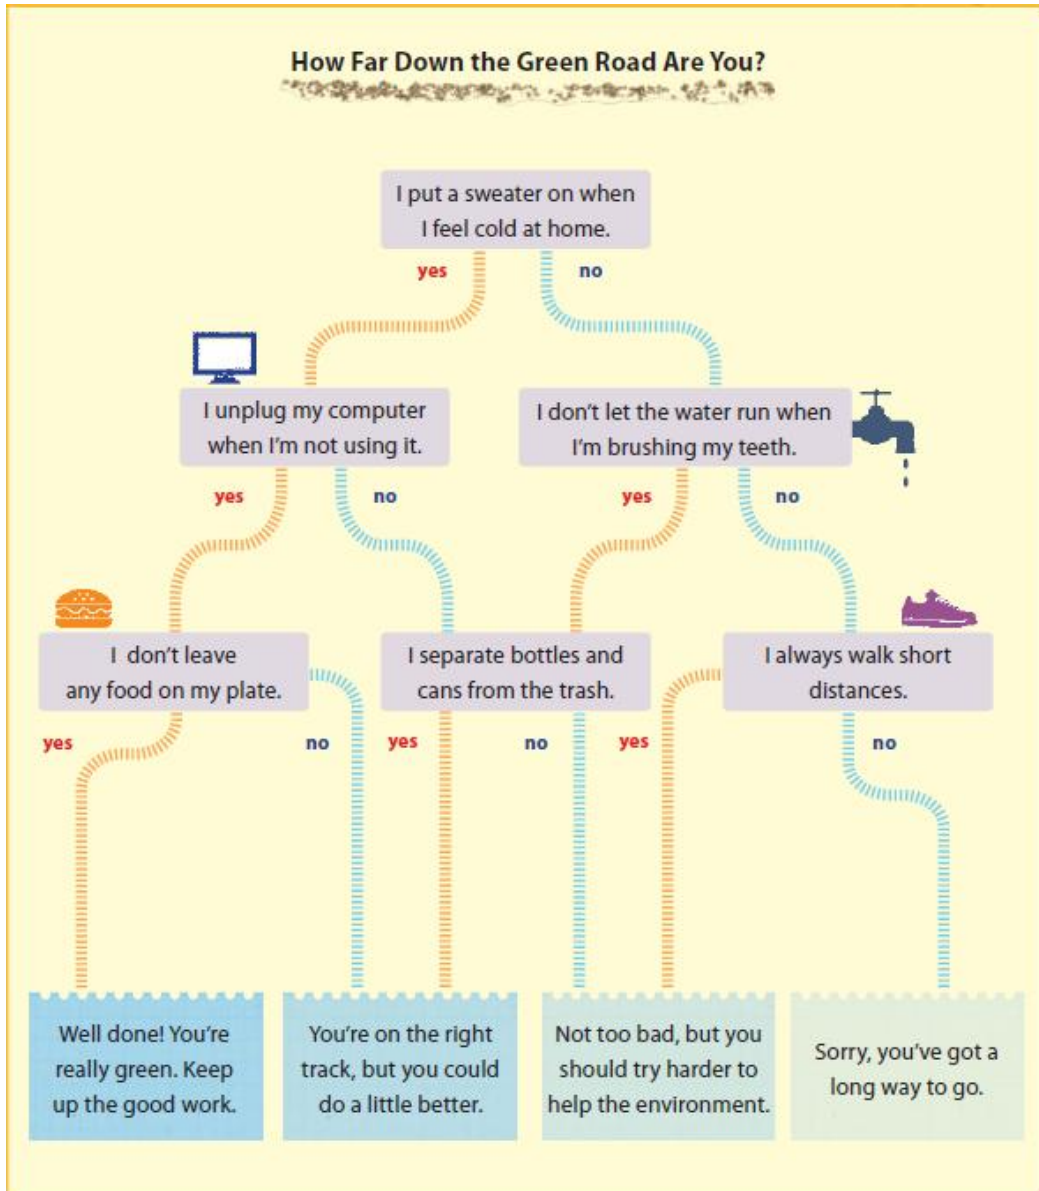 How Far Down the Green Road Are You?
I put a sweater on when
I feel cold at home.
yes
no
I unplug my computer
when I'm not using it.
I don't let the water run when
I'm brushing my teeth.
yes
no
yes
no
I don't leave
any food on my plate.
I separate bottles and
cans from the trash.
I always walk short
distances.
yes
no
yes
no
yes
no
Well done! You're
really green. Keep
up the good work.
You're on the right
track, but you could
do a little better.
Not too bad, but you
should try harder to
help the environment.
Sorry, you've got a
long way to go.